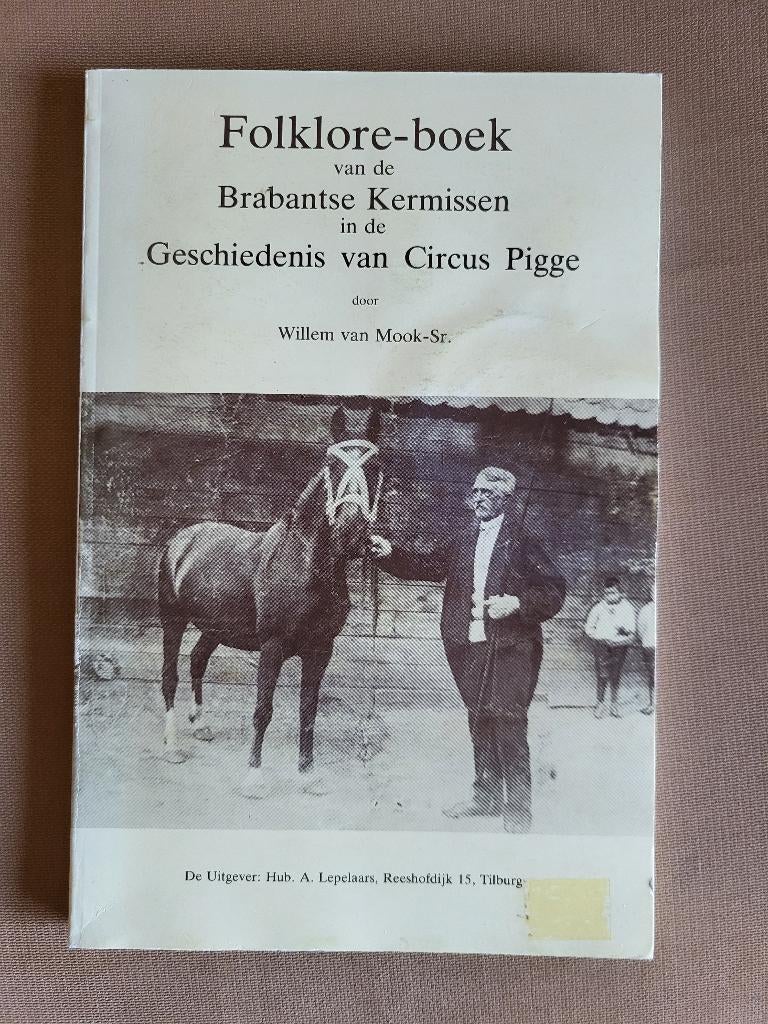 Folklore-boek
van de
Brabantse Kermissen
in de
Geschiedenis van Circus Pigge
door
Willem van Mook-Sr.
De Uitgever: Hub. A. Lepelaars, Reeshofdijk 15, Tilburg